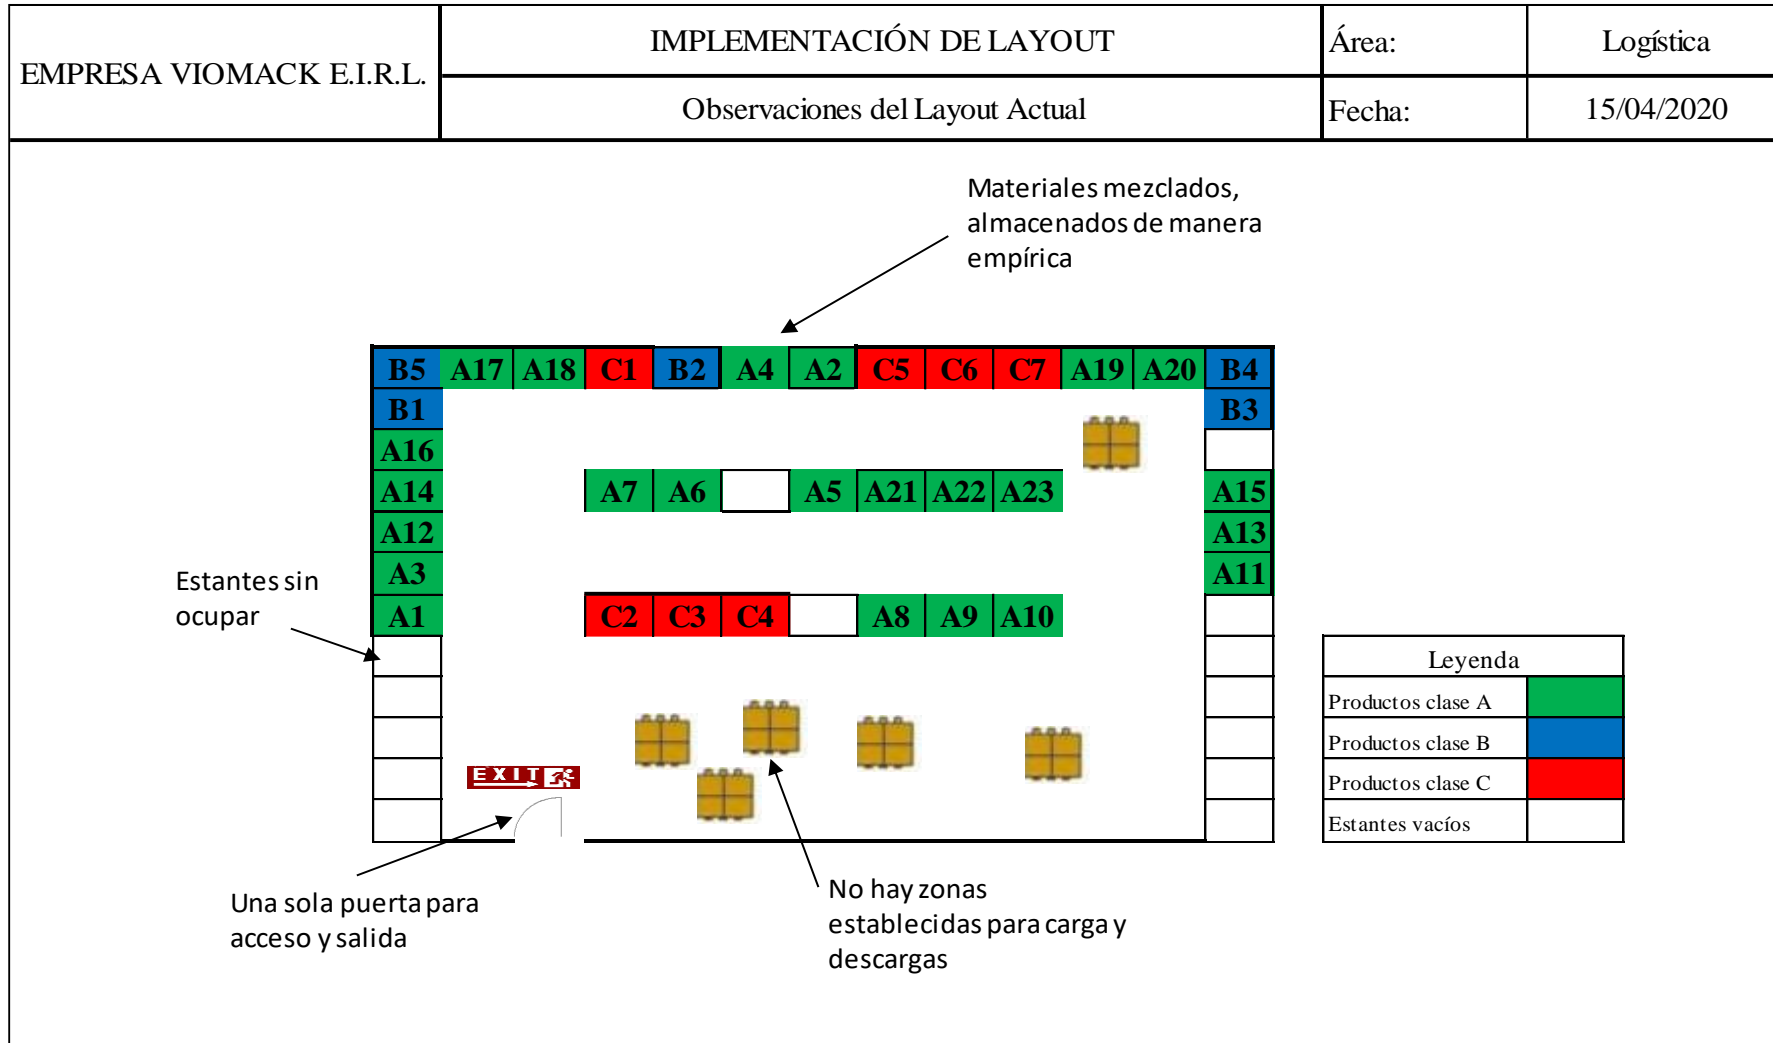 EMPRESA VIOMACK E.I.R.L.
IMPLEMENTACIÓN DE LAYOUT
Área:
Logística
Observaciones del Layout Actual
Fecha:
15/04/2020
Materiales mezclados,
almacenados de manera
empírica
B5 A17 A18 C1 B2 A4 A2 C5 C6 C7 A19 A20 B4
B1 B3
A16
A14 A7 A6 A5 A21 A22 A23 A15
A12 A13
A3 A11
A1 C2 C3 C4 A8 A9 A10
Estantes sin
ocupar
EXIT
Una sola puerta para
acceso y salida
No hay zonas
establecidas para carga y
descargas
Leyenda
Productos clase A
Productos clase B
Productos clase C
Estantes vacíos